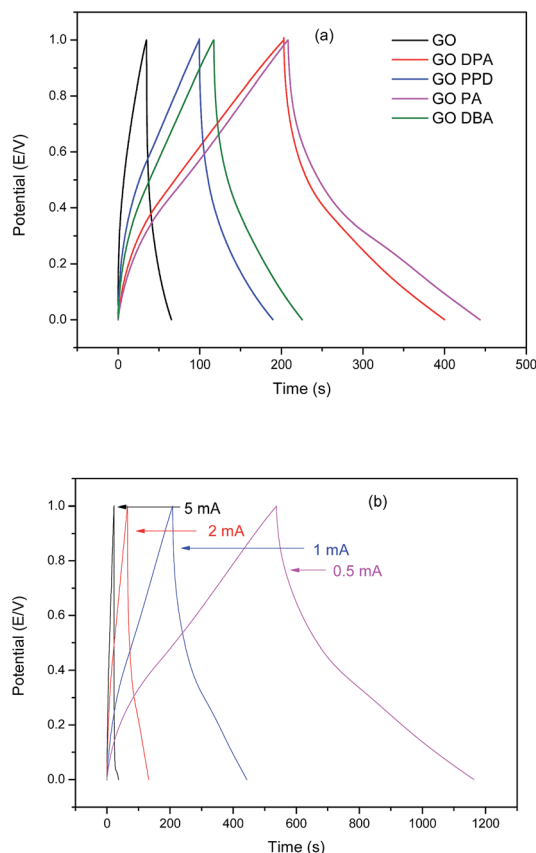 (a)
GO
GO DPA
GO PPD
GO PA
GO DBA
1.0
0.8
0.6
0.4
0.2
0.0
Potential (E/V)
0 100 200 300 400 500
Time (s)
(b)
5 mA
2 mA
1 mA
0.5 mA
1.0
0.8
0.6
0.4
0.2
0.0
Potential (E/V)
0 200 400 600 800 1000 1200
Time (s)